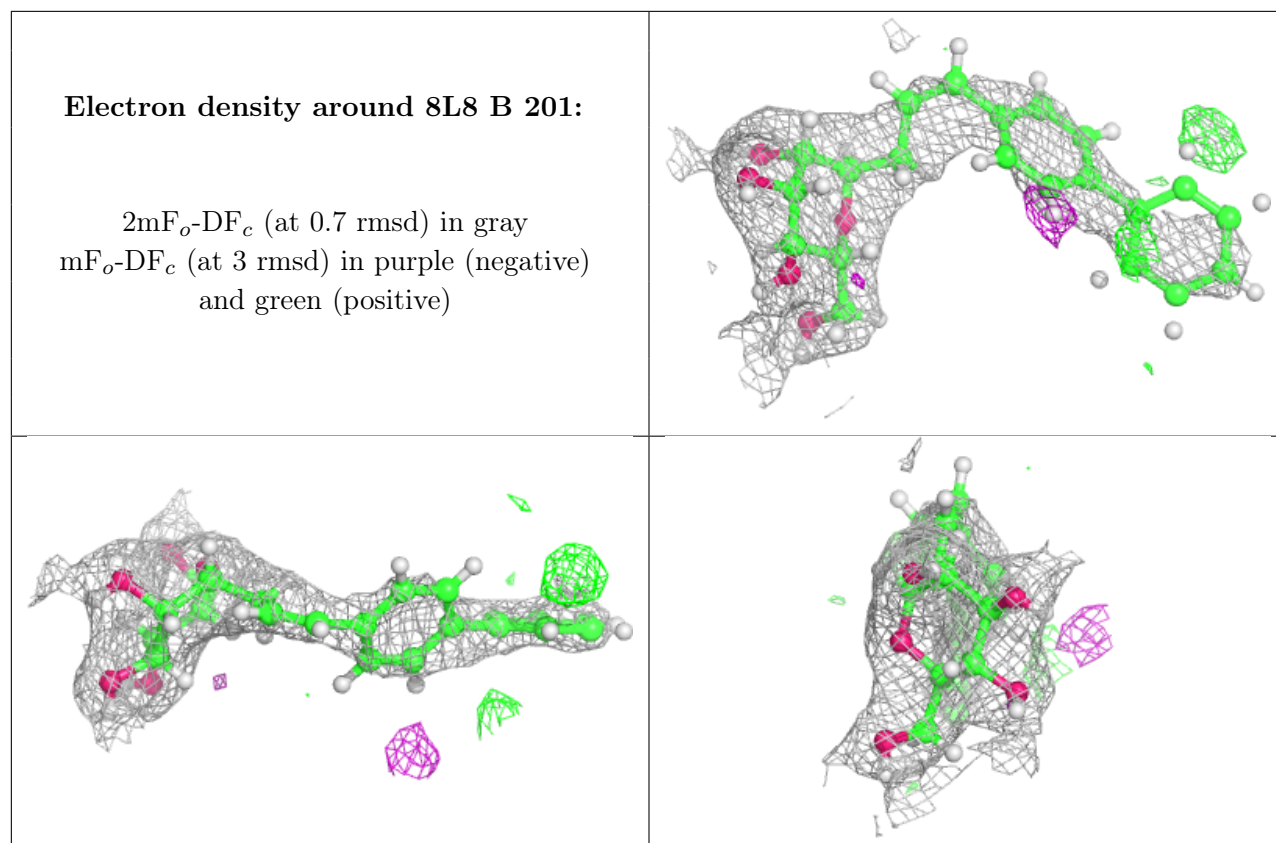 Electron density around 8L8 B 201:
2mFo-DFc (at 0.7 rmsd) in gray
mFo-DFc (at 3 rmsd) in purple (negative)
and green (positive)